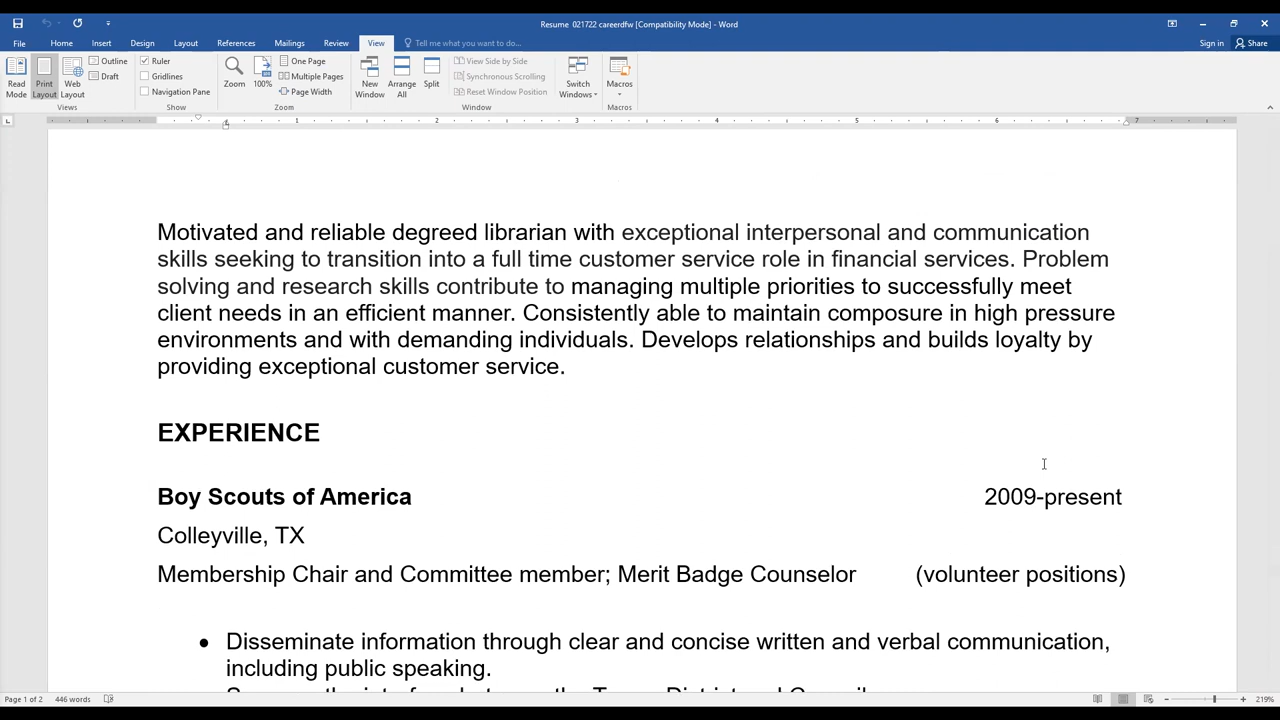 Resume 021722 careerdfw [Compatibility Mode] - Word
File Home Insert Design Layout References Mailings Review View Tell me what you want to do... Sign in Share
Read Mode
Print Layout
Web Layout
Outline
Draft
Views
Ruler
Gridlines
Navigation Pane
Show
Zoom
100%
One Page
Multiple Pages
Page Width
Zoom
New Window
Arrange All
Split
View Side by Side
Synchronous Scrolling
Reset Window Position
Window
Switch Windows
Macros
Macros
1 2 3 4 5 6 7
Motivated and reliable degreed librarian with exceptional interpersonal and communication
skills seeking to transition into a full time customer service role in financial services. Problem
solving and research skills contribute to managing multiple priorities to successfully meet
client needs in an efficient manner. Consistently able to maintain composure in high pressure
environments and with demanding individuals. Develops relationships and builds loyalty by
providing exceptional customer service.
EXPERIENCE
Boy Scouts of America 2009-present
Colleyville, TX
Membership Chair and Committee member; Merit Badge Counselor (volunteer positions)
• Disseminate information through clear and concise written and verbal communication,
including public speaking.
Page 1 of 2 446 words 219%